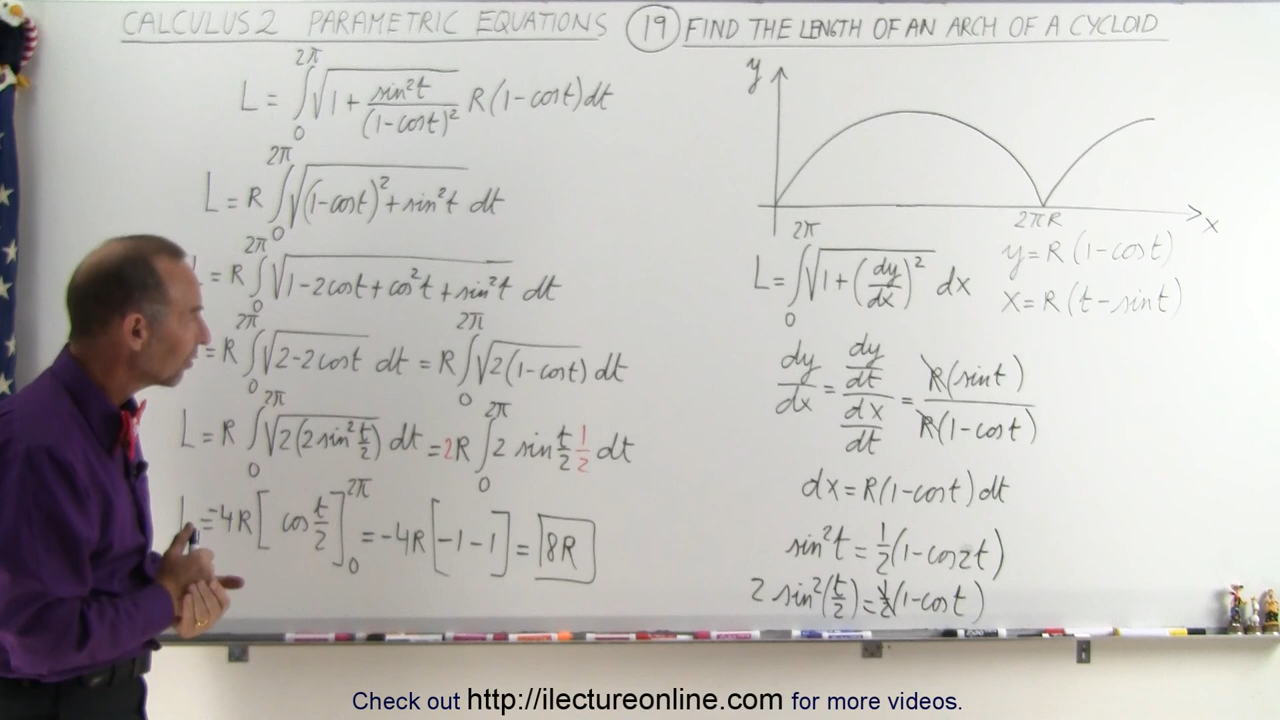 CALCULUS 2 PARAMETRIC EQUATIONS (19) FIND THE LENGTH OF AN ARCH OF A CYCLOID
L = ∫₀^2π √(1 + sin²t/(1-cost)²) R(1-cost)dt
L = R ∫₀^2π √((1-cost)² + sin²t) dt
L = R ∫₀^2π √(1-2cost+cos²t+sin²t) dt
= R ∫₀^2π √(2-2cost) dt = R ∫₀^2π √(2(1-cost)) dt
L = R ∫₀^2π √(2(2sin² t/2)) dt = 2R ∫₀^2π 2 sin t/2 1/2 dt
L = -4R [cos t/2]₀^2π = -4R [-1-1] = 8R
y
2πR
x
L = ∫₀^2π √(1+(dy/dx)²) dx
y = R(1-cost)
x = R(t-sint)
dy/dx = (dy/dt)/(dx/dt) = R(sint)/R(1-cost)
dx = R(1-cost)dt
sin²t = 1/2(1-cos2t)
2 sin²(t/2) = 1/2(1-cost)
Check out http://ilectureonline.com for more videos.